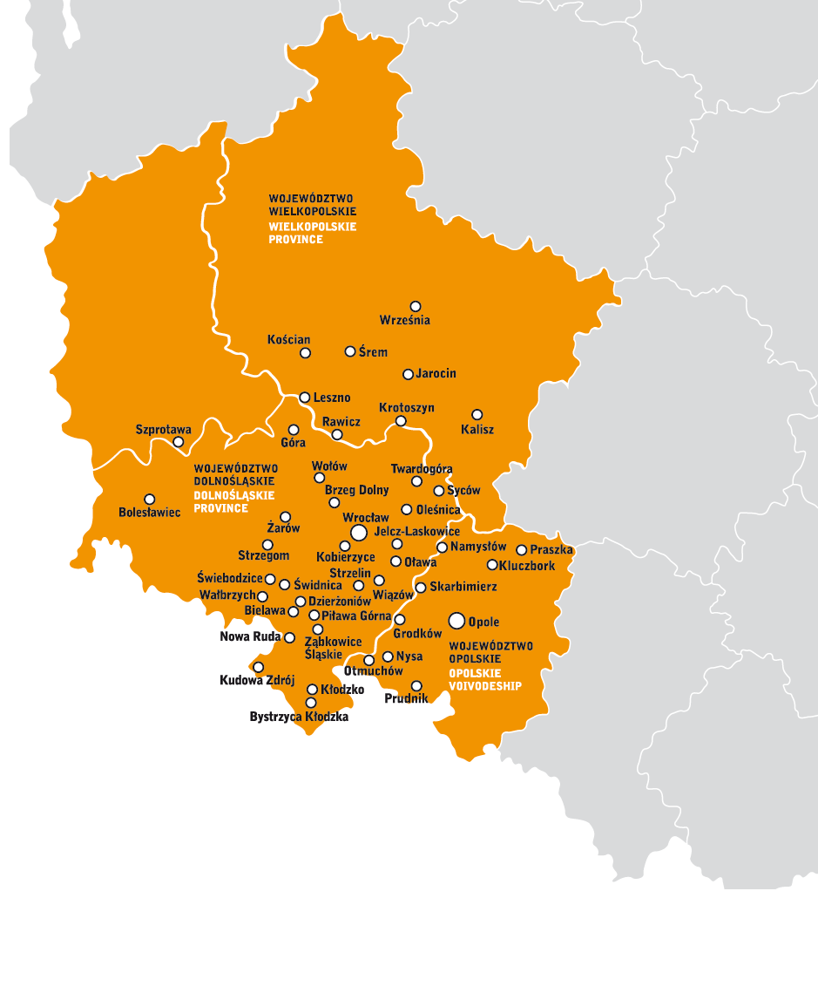 WOJEWÓDZTWO
WIELKOPOLSKIE
WIELKOPOLSKIE
PROVINCE
Września
Kościan
Śrem
Jarocin
Leszno
Krotoszyn
Rawicz
Kalisz
Szprotawa
Góra
WOJEWÓDZTWO
DOLNOŚLĄSKIE
DOLNOŚLĄSKIE
PROVINCE
Wołów
Twardogóra
Brzeg Dolny
Syców
Bolesławiec
Oleśnica
Wrocław
Żarów
Jelcz-Laskowice
Namysłów
Praszka
Strzegom
Kobierzyce
Oława
Kluczbork
Strzelin
Świebodzice
Świdnica
Skarbimierz
Wałbrzych
Wiązów
Dzierżoniów
Bielawa
Piława Górna
Opole
Grodków
Nowa Ruda
Ząbkowice
Śląskie
WOJEWÓDZTWO
OPOLSKIE
OPOLSKIE
VOIVODESHIP
Nysa
Otmuchów
Kudowa Zdrój
Kłodzko
Prudnik
Bystrzyca Kłodzka